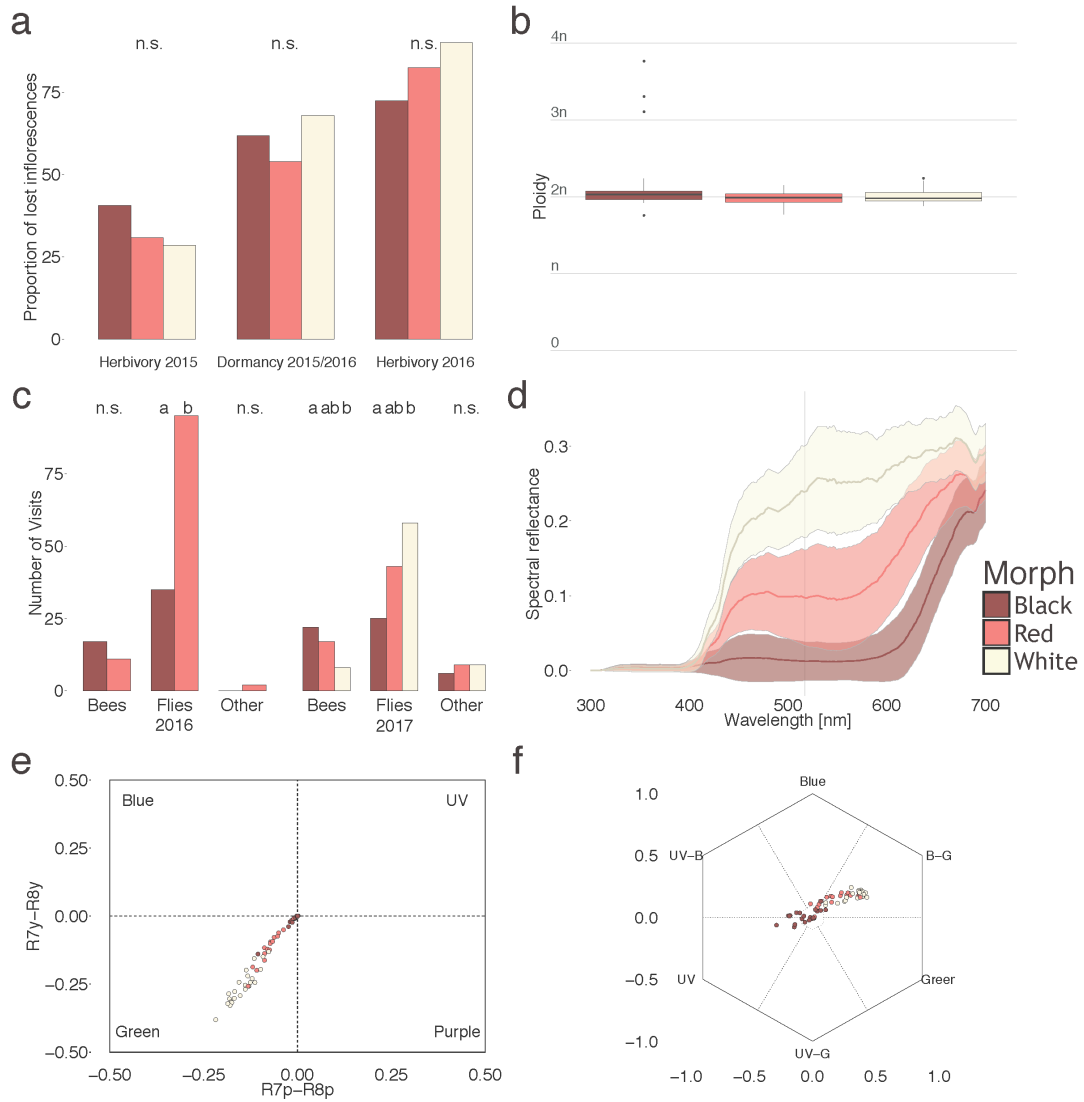 a
n.s.
n.s.
n.s.
Proportion of lost inflorescences
75
50
25
0
Herbivory 2015
Dormancy 2015/2016
Herbivory 2016
b
Ploidy
4n
3n
2n
n
0
c
n.s.
a
b
n.s.
a ab b
a ab b
n.s.
Number of Visits
75
50
25
0
Bees
Flies
Other
Bees
Flies
Other
2016
2017
d
Spectral reflectance
0.3
0.2
0.1
0.0
300
400
500
600
700
Wavelength [nm]
Morph
Black
Red
White
e
R7y−R8y
0.50
0.25
0.00
−0.25
−0.50
Blue
UV
Green
Purple
−0.50
−0.25
0.00
0.25
0.50
R7p−R8p
f
1.0
0.5
0.0
−0.5
−1.0
Blue
UV−B
B−G
UV
Greer
UV−G
−1.0
−0.5
0.0
0.5
1.0